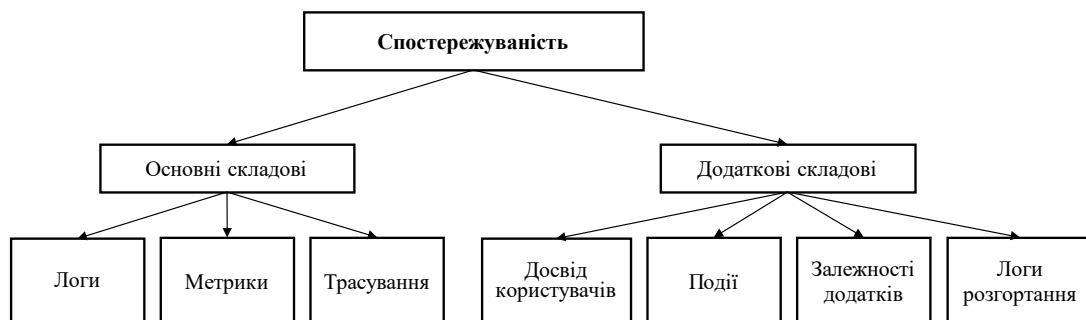 Спостережуваність
Основні складові
Додаткові складові
Логи
Метрики
Трасування
Досвід
користувачів
Події
Залежності
додатків
Логи
розгортання